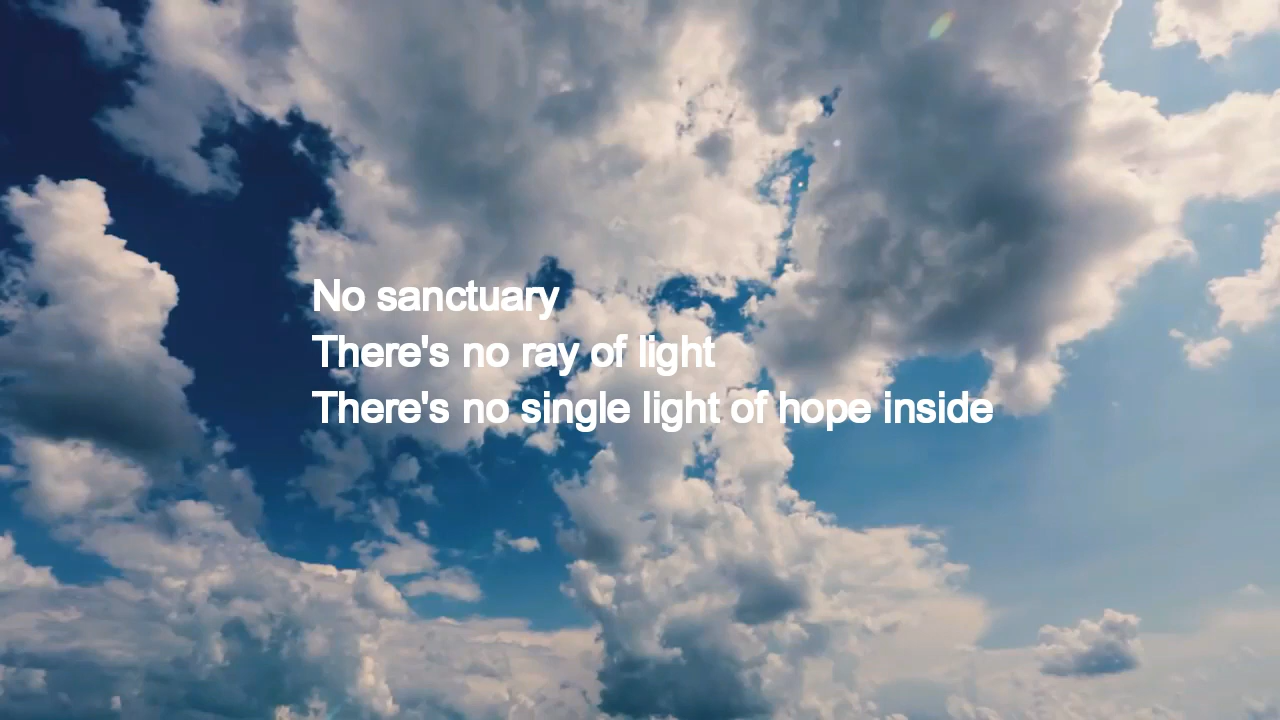 No sanctuary
There's no ray of light
There's no single light of hope inside